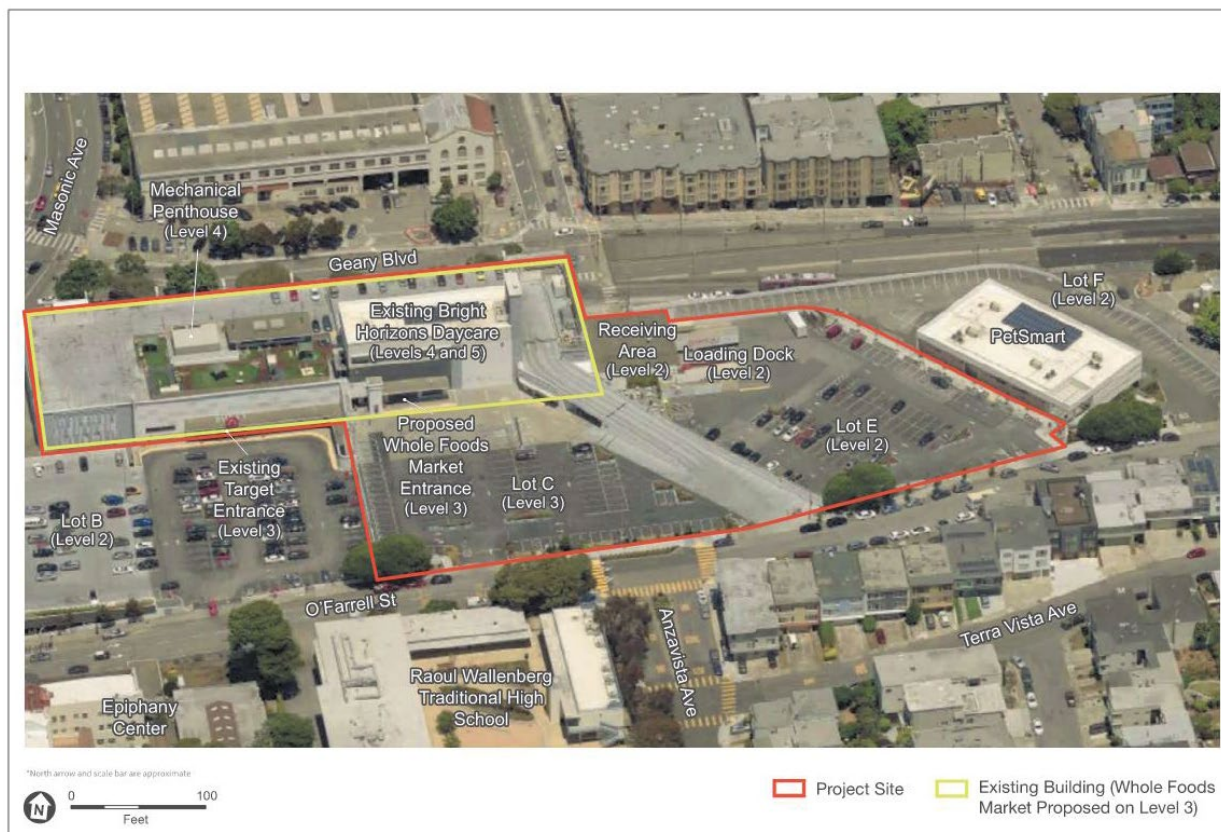 Masonic Ave
Mechanical
Penthouse
(Level 4)
Geary Blvd
Existing Bright
Horizons Daycare
(Levels 4 and 5)
Receiving
Area
(Level 2)
Loading Dock
(Level 2)
Lot F
(Level 2)
PetSmart
Lot E
(Level 2)
Proposed
Whole Foods
Market
Entrance
(Level 3)
Lot C
(Level 3)
Existing
Target
Entrance
(Level 3)
Lot B
(Level 2)
O'Farrell St
Anzavista Ave
Terra Vista Ave
Raoul Wallenberg
Traditional High
School
Epiphany
Center
*North arrow and scale bar are approximate
N
0 100
Feet
Project Site
Existing Building (Whole Foods
Market Proposed on Level 3)